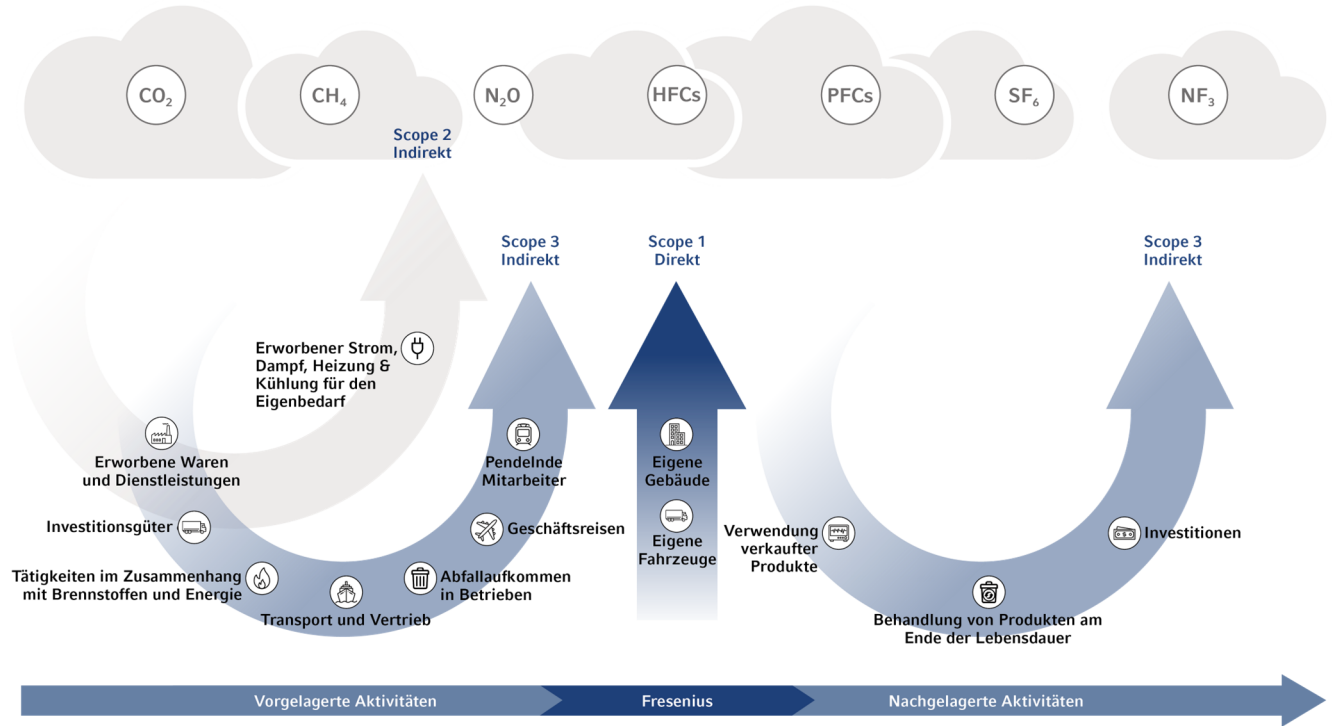 CO₂
CH₄
N₂O
HFCs
PFCs
SF₆
NF₃
Scope 2
Indirekt
Scope 3
Indirekt
Scope 1
Direkt
Scope 3
Indirekt
Erworbener Strom,
Dampf, Heizung &
Kühlung für den
Eigenbedarf
Erworbene Waren
und Dienstleistungen
Investitionsgüter
Tätigkeiten im Zusammenhang
mit Brennstoffen und Energie
Transport und Vertrieb
Abfallaufkommen
in Betrieben
Geschäftsreisen
Pendelnde
Mitarbeiter
Eigene
Gebäude
Eigene
Fahrzeuge
Verwendung
verkaufter
Produkte
Behandlung von Produkten am
Ende der Lebensdauer
Investitionen
Vorgelagerte Aktivitäten
Fresenius
Nachgelagerte Aktivitäten